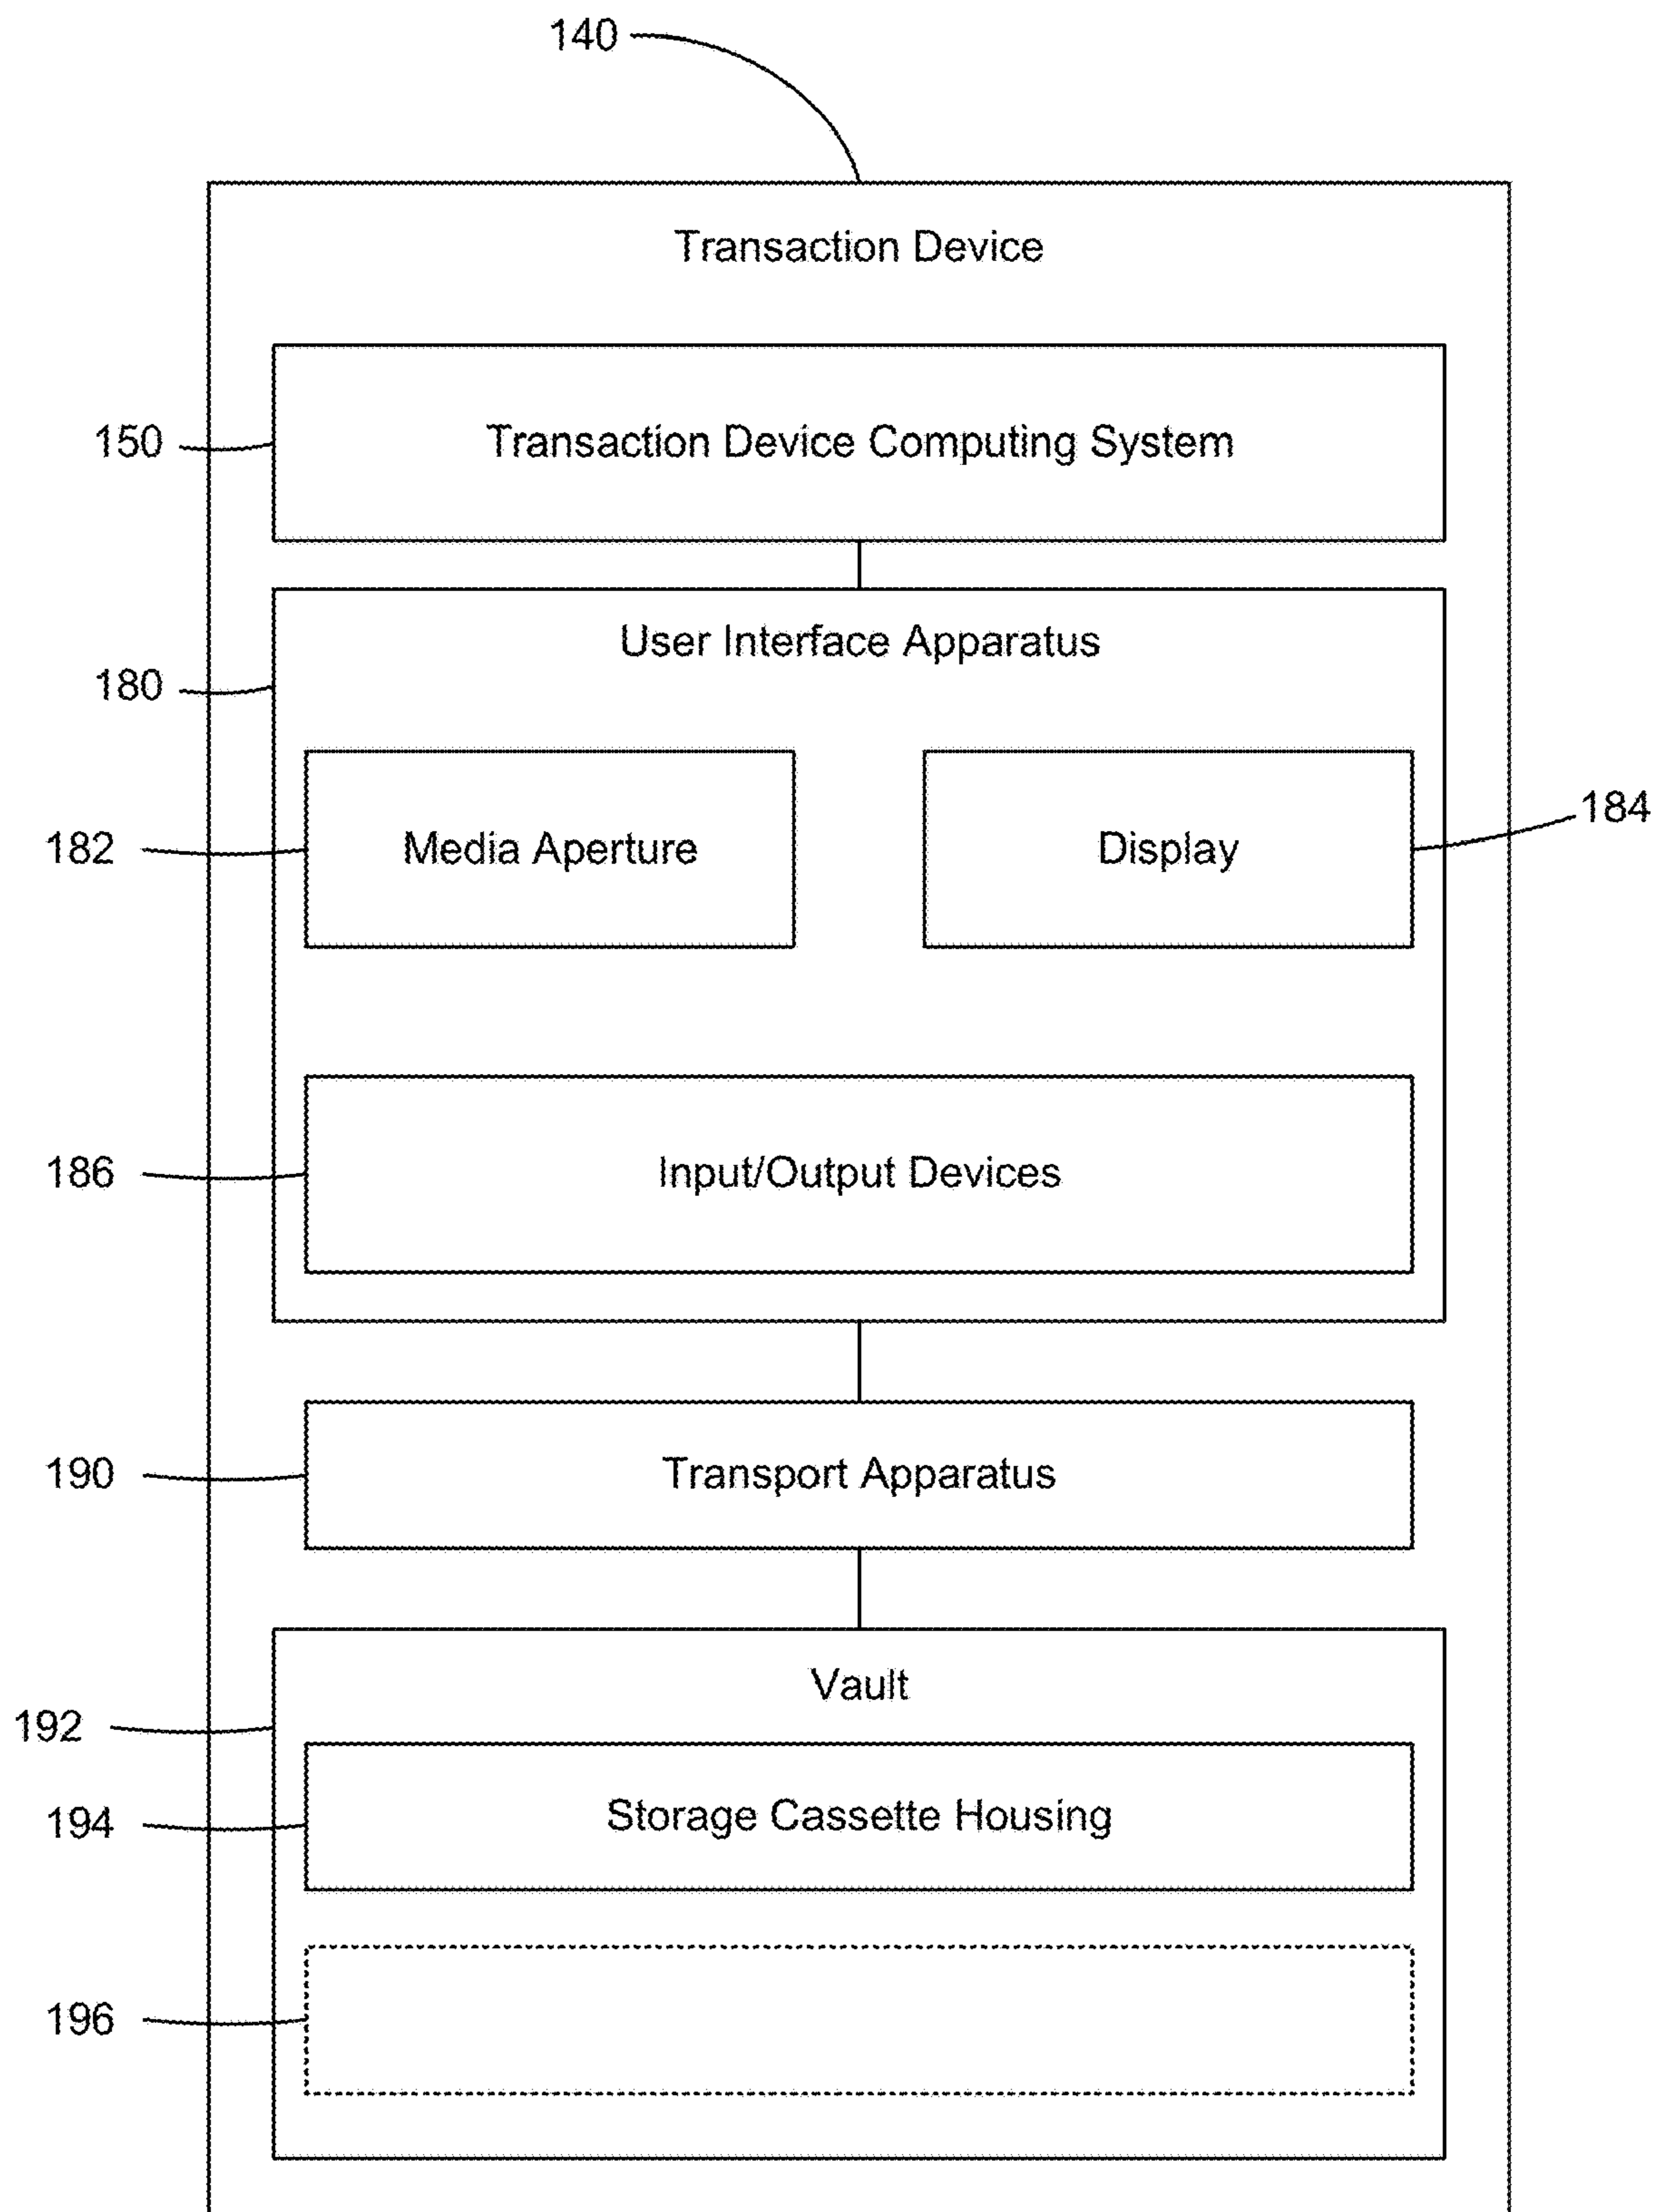 140
Transaction Device
150
Transaction Device Computing System
User Interface Apparatus
180
184
182
Media Aperture
Display
186
Input/Output Devices
190
Transport Apparatus
Vault
192
194
Storage Cassette Housing
196